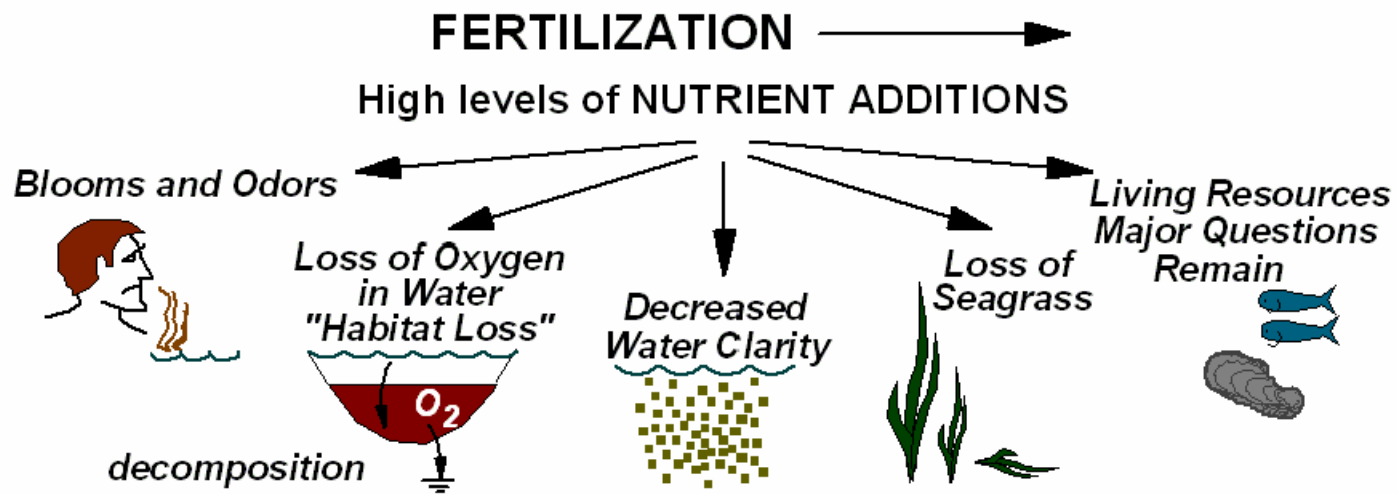 FERTILIZATION
High levels of NUTRIENT ADDITIONS
Blooms and Odors
Loss of Oxygen
in Water
"Habitat Loss"
O2
decomposition
Decreased
Water Clarity
Loss of
Seagrass
Living Resources
Major Questions
Remain